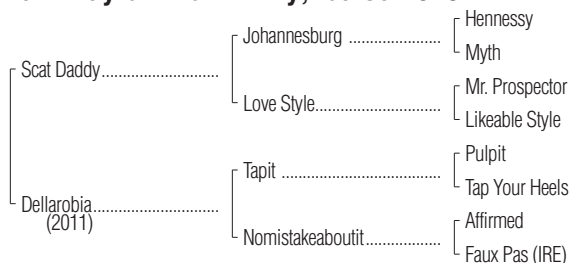 Hennessy
Johannesburg ...................
Myth
Scat Daddy.............................
Mr. Prospector
Love Style..............................
Likeable Style
Pulpit
Tapit .......................................
Tap Your Heels
Dellarobia...............................
(2011)
Affirmed
Nomistakeaboutit..................
Faux Pas (IRE)